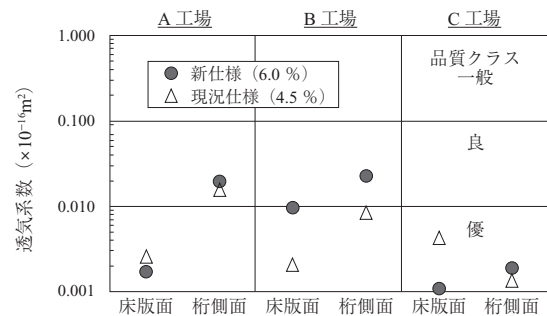 A 工場 B 工場 C 工場
透気係数（×10⁻¹⁶m²）
1.000
0.100
0.010
0.001
新仕様（6.0 %）
現況仕様（4.5 %）
品質クラス
一般
良
優
床版面 桁側面 床版面 桁側面 床版面 桁側面